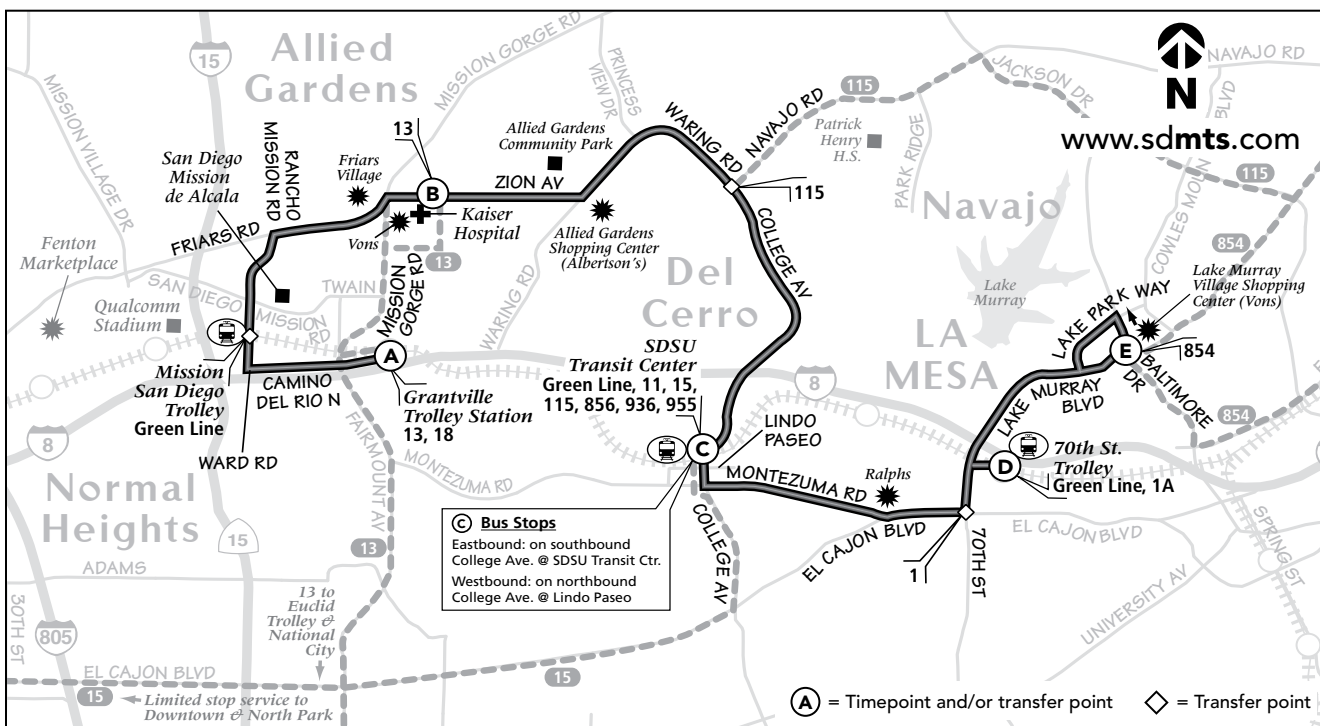 Allied
Gardens
15
MISSION GORGE RD
PRINCESS
VIEW DR
NAVAJO RD
JACKSON DR
N
www.sdmts.com
MISSION VILLAGE DR
RANCHO
MISSION RD
San Diego
Mission
de Alcala
13
Friars
Village
B
Allied Gardens
Community Park
ZION AV
WARING RD
NAVAJO RD
115
Patrick
Henry
H.S.
PARK RIDGE
115
115
Navajo
COWLES MOLIN
BLVD
854
FRIARS RD
Vons
Kaiser
Hospital
13
Allied Gardens
Shopping Center
(Albertson's)
COLLEGE AV
Fenton
Marketplace
SAN DIEGO
MISSION RD
TWAIN
MISSION
GORGE RD
WARING RD
Del
Cerro
Lake
Murray
LAKE PARK WAY
Lake Murray
Village Shopping
Center (Vons)
Qualcomm
Stadium
A
LA
MESA
E
854
BALTIMORE
DR
Mission
San Diego
Trolley
Green Line
CAMINO
DEL RIO N
Grantville
Trolley Station
13, 18
SDSU
Transit Center
Green Line, 11, 15,
115, 856, 936, 955
8
LAKE MURRAY
BLVD
854
8
WARD RD
FAIRMOUNT AV
MONTEZUMA RD
C
LINDO
PASEO
D
70th St.
Trolley
Green Line, 1A
Normal
Heights
MONTEZUMA RD
Ralphs
C Bus Stops
Eastbound: on southbound
College Ave. @ SDSU Transit Ctr.
Westbound: on northbound
College Ave. @ Lindo Paseo
COLLEGE AV
EL CAJON BLVD
1
70TH ST
EL CAJON BLVD
SPRING ST
UNIVERSITY AV
15
13
ADAMS
30TH ST
805
13 to
Euclid
Trolley &
National
City
EL CAJON BLVD
15
15
Limited stop service to
Downtown & North Park
A = Timepoint and/or transfer point
= Transfer point